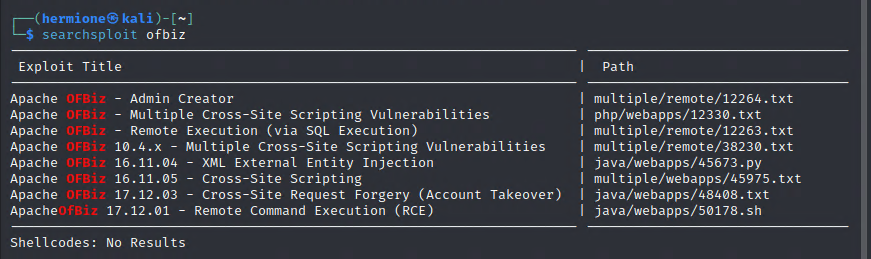 (hermione㉿kali)-[~]
$ searchsploit ofbiz
Exploit Title | Path
Apache OFBiz - Admin Creator | multiple/remote/12264.txt
Apache OFBiz - Multiple Cross-Site Scripting Vulnerabilities | php/webapps/12330.txt
Apache OFBiz - Remote Execution (via SQL Execution) | multiple/remote/12263.txt
Apache OFBiz 10.4.x - Multiple Cross-Site Scripting Vulnerabilities | multiple/remote/38230.txt
Apache OFBiz 16.11.04 - XML External Entity Injection | java/webapps/45673.py
Apache OFBiz 16.11.05 - Cross-Site Scripting | multiple/webapps/45975.txt
Apache OFBiz 17.12.03 - Cross-Site Request Forgery (Account Takeover) | java/webapps/48408.txt
ApacheOfBiz 17.12.01 - Remote Command Execution (RCE) | java/webapps/50178.sh
Shellcodes: No Results